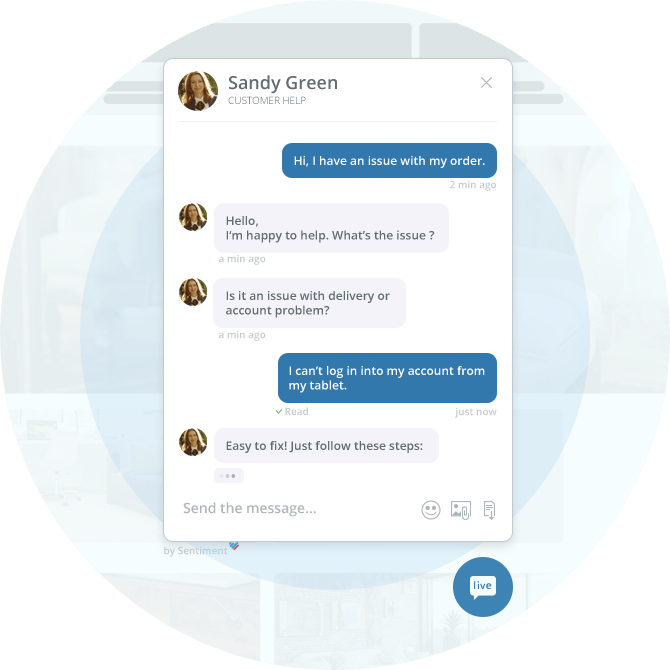 Sandy Green
CUSTOMER HELP
Hi, I have an issue with my order.
2 min ago
Hello,
I'm happy to help. What's the issue ?
a min ago
Is it an issue with delivery or
account problem?
a min ago
I can't log in into my account from
my tablet.
Read
just now
Easy to fix! Just follow these steps:
Send the message...
by Sentiment
live